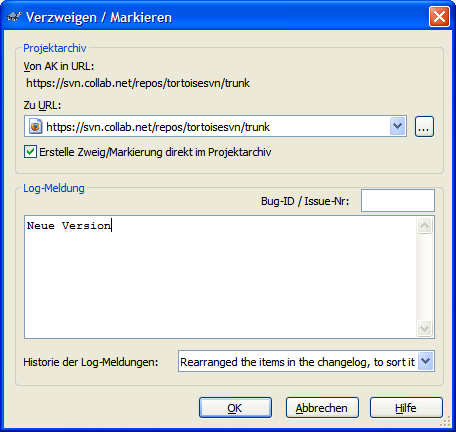 Verzweigen / Markieren
Projektarchiv
Von AK in URL:
https://svn.collab.net/repos/tortoisesvn/trunk
Zu URL:
https://svn.collab.net/repos/tortoisesvn/trunk
...
Erstelle Zweig/Markierung direkt im Projektarchiv
Log-Meldung
Bug-ID / Issue-Nr:
Neue Version
Historie der Log-Meldungen: Rearranged the items in the changelog, to sort it
OK Abbrechen Hilfe